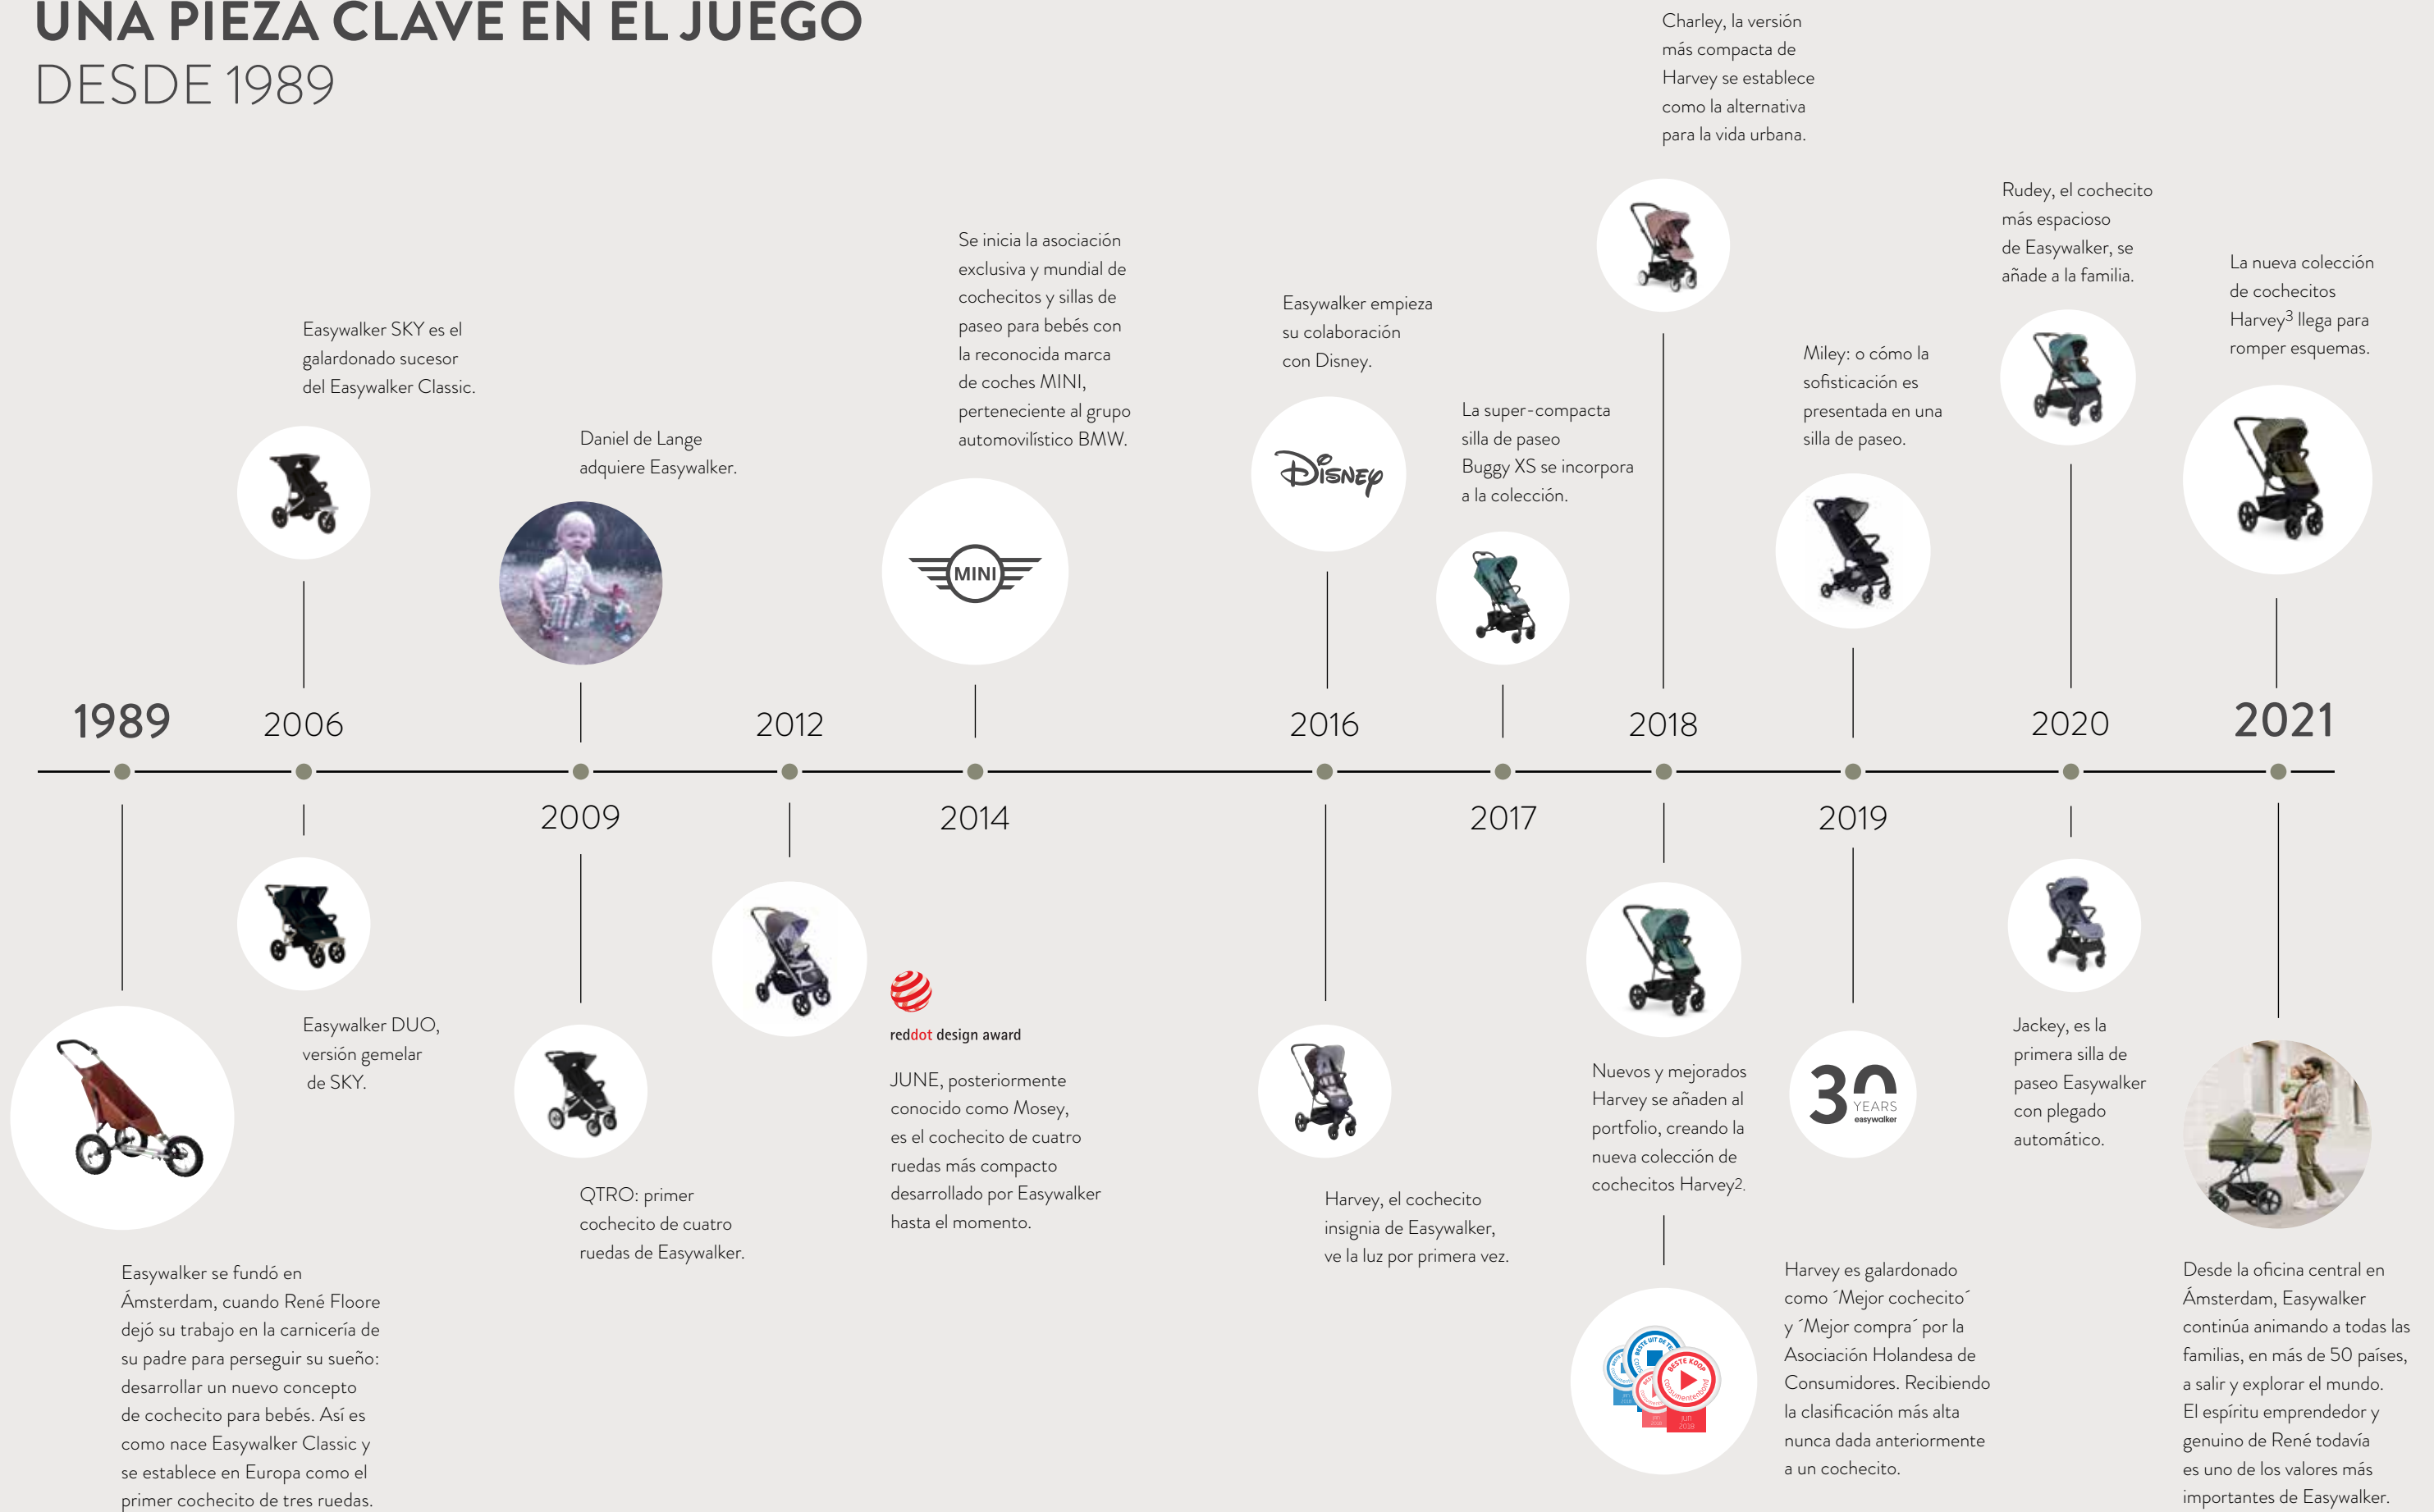 UNA PIEZA CLAVE EN EL JUEGO
DESDE 1989
Charley, la versión
más compacta de
Harvey se establece
como la alternativa
para la vida urbana.
Rudey, el cochecito
más espacioso
de Easywalker, se
añade a la familia.
La nueva colección
de cochecitos
Harvey3 llega para
romper esquemas.
Se inicia la asociación
exclusiva y mundial de
cochecitos y sillas de
paseo para bebés con
la reconocida marca
de coches MINI,
perteneciente al grupo
automovilístico BMW.
Easywalker empieza
su colaboración
con Disney.
Easywalker SKY es el
galardonado sucesor
del Easywalker Classic.
Miley: o cómo la
sofisticación es
presentada en una
silla de paseo.
La super-compacta
silla de paseo
Buggy XS se incorpora
a la colección.
Daniel de Lange
adquiere Easywalker.
Disney
MINI
1989
2006
2012
2016
2018
2020
2021
2009
2014
2017
2019
reddot design award
Easywalker DUO,
versión gemelar
de SKY.
Jackey, es la
primera silla de
paseo Easywalker
con plegado
automático.
JUNE, posteriormente
conocido como Mosey,
es el cochecito de cuatro
ruedas más compacto
desarrollado por Easywalker
hasta el momento.
Nuevos y mejorados
Harvey se añaden al
portfolio, creando la
nueva colección de
cochecitos Harvey2.
30
YEARS
easywalker
QTRO: primer
cochecito de cuatro
ruedas de Easywalker.
Harvey, el cochecito
insignia de Easywalker,
ve la luz por primera vez.
Easywalker se fundó en
Ámsterdam, cuando René Floore
dejó su trabajo en la carnicería de
su padre para perseguir su sueño:
desarrollar un nuevo concepto
de cochecito para bebés. Así es
como nace Easywalker Classic y
se establece en Europa como el
primer cochecito de tres ruedas.
BESTE UIT DE
BESTE KOOP
consumentenbond
JUN
2018
Harvey es galardonado
como ´Mejor cochecito´
y ´Mejor compra´ por la
Asociación Holandesa de
Consumidores. Recibiendo
la clasificación más alta
nunca dada anteriormente
a un cochecito.
Desde la oficina central en
Ámsterdam, Easywalker
continúa animando a todas las
familias, en más de 50 países,
a salir y explorar el mundo.
El espíritu emprendedor y
genuino de René todavía
es uno de los valores más
importantes de Easywalker.